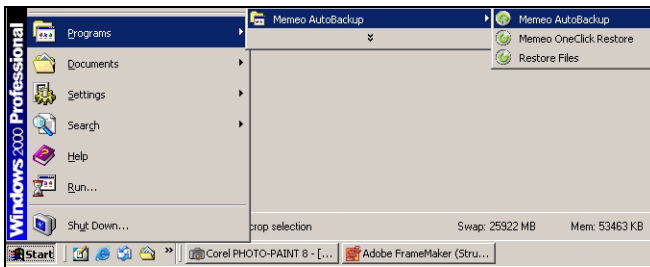 Windows 2000 Professional
Programs
Documents
Settings
Search
Help
Run...
Shut Down...
Memeo AutoBackup
Memeo AutoBackup
Memeo OneClick Restore
Restore Files
crop selection
Swap: 25922 MB
Mem: 53463 KB
Start
»
Corel PHOTO-PAINT 8 - [...
Adobe FrameMaker (Stru...